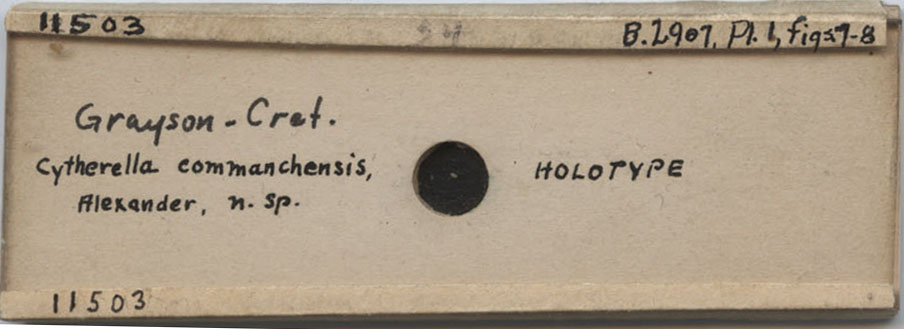 11503
B.2907, Pl. 1, figs 7-8
Grayson - Cret.
Cytherella commanchensis,
Alexander, n. sp.
HOLOTYPE
11503